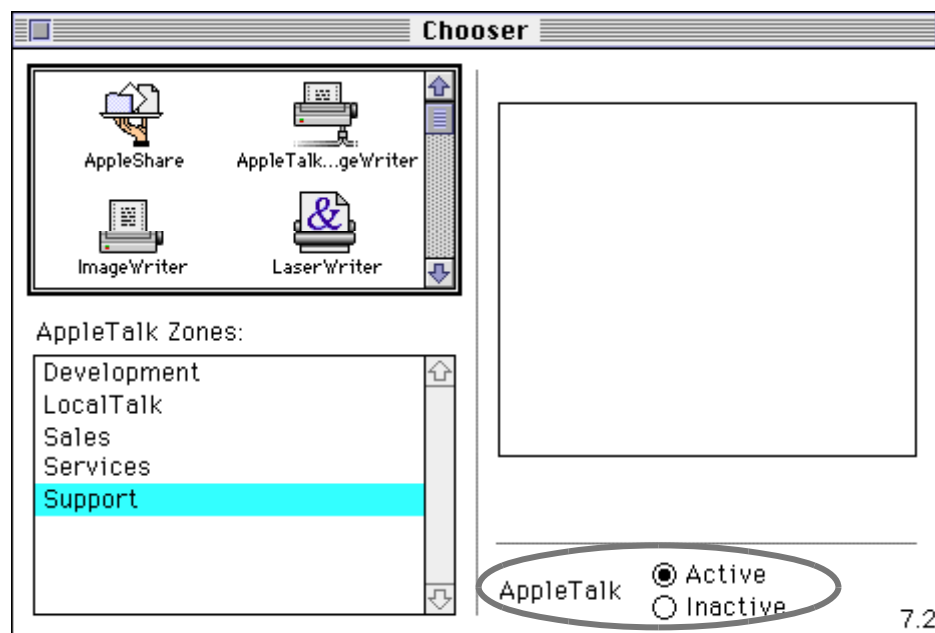 Chooser
AppleShare
AppleTalk...geWriter
ImageWriter
LaserWriter
AppleTalk Zones:
Development
LocalTalk
Sales
Services
Support
AppleTalk
Active
Inactive
7.2